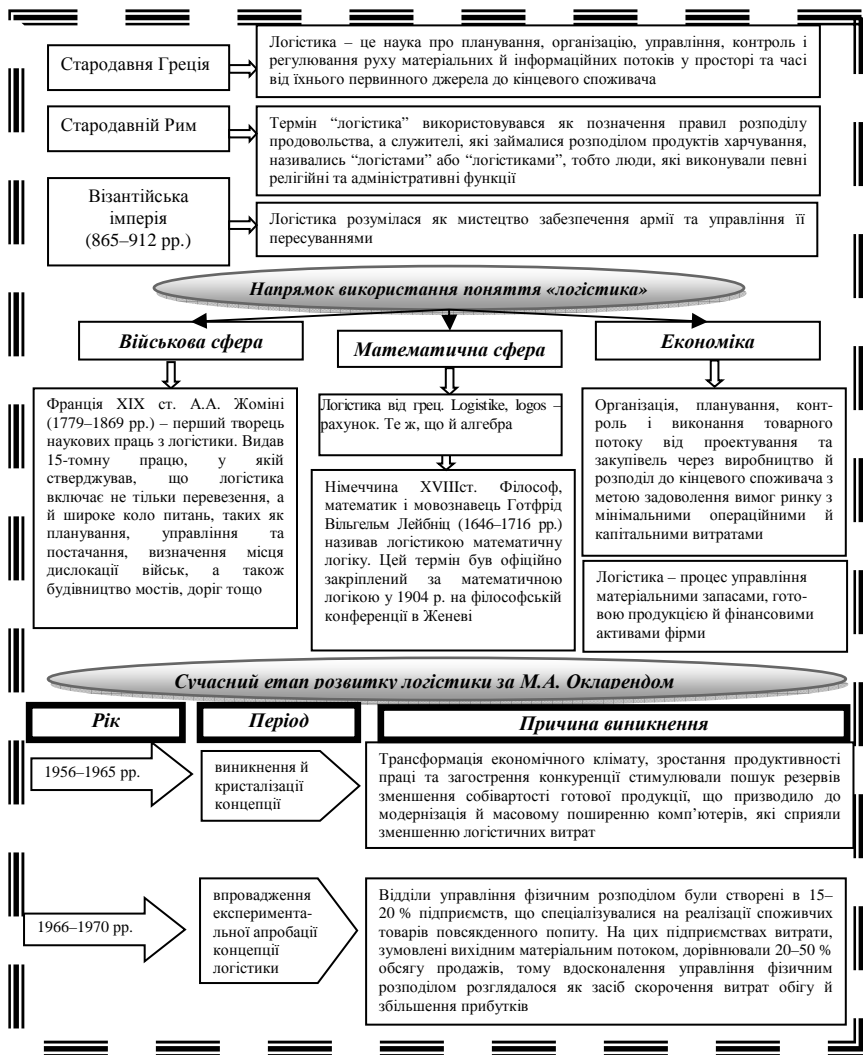 Стародавня Греція
Логістика – це наука про планування, організацію, управління, контроль і
регулювання руху матеріальних й інформаційних потоків у просторі та часі
від їхнього первинного джерела до кінцевого споживача
Стародавній Рим
Термін “логістика” використовувався як позначення правил розподілу
продовольства, а служителі, які займалися розподілом продуктів харчування,
називались “логістами” або “логістиками”, тобто люди, які виконували певні
релігійні та адміністративні функції
Візантійська
імперія
(865–912 рр.)
Логістика розумілася як мистецтво забезпечення армії та управління її
пересуваннями
Напрямок використання поняття «логістика»
Військова сфера
Франція XIX ст. А.А. Жоміні
(1779–1869 рр.) – перший творець
наукових праць з логістики. Видав
15-томну працю, у якій
стверджував, що логістика
включає не тільки перевезення, а
й широке коло питань, таких як
планування, управління та
постачання, визначення місця
дислокації військ, а також
будівництво мостів, доріг тощо
Математична сфера
Логістика від грец. Logistike, logos –
рахунок. Те ж, що й алгебра
Німеччина XVIIIст. Філософ,
математик і мовознавець Готфрід
Вільгельм Лейбніц (1646–1716 рр.)
називав логістикою математичну
логіку. Цей термін був офіційно
закріплений за математичною
логікою у 1904 р. на філософській
конференції в Женеві
Економіка
Організація, планування, конт-
роль і виконання товарного
потоку від проектування та
закупівель через виробництво й
розподіл до кінцевого споживача з
метою задоволення вимог ринку з
мінімальними операційними й
капітальними витратами
Логістика – процес управління
матеріальними запасами, гото-
вою продукцією й фінансовими
активами фірми
Сучасний етап розвитку логістики за М.А. Окларендом
Рік
Період
Причина виникнення
1956–1965 рр.
виникнення й
кристалізації
концепції
Трансформація економічного клімату, зростання продуктивності
праці та загострення конкуренції стимулювали пошук резервів
зменшення собівартості готової продукції, що призводило до
модернізація й масовому поширенню комп’ютерів, які сприяли
зменшенню логістичних витрат
1966–1970 рр.
впровадження
експеримента-
льної апробації
концепції
логістики
Відділи управління фізичним розподілом були створені в 15–
20 % підприємств, що спеціалізувалися на реалізації споживчих
товарів повсякденного попиту. На цих підприємствах витрати,
зумовлені вихідним матеріальним потоком, дорівнювали 20–50 %
обсягу продажів, тому вдосконалення управління фізичним
розподілом розглядалося як засіб скорочення витрат обігу й
збільшення прибутків